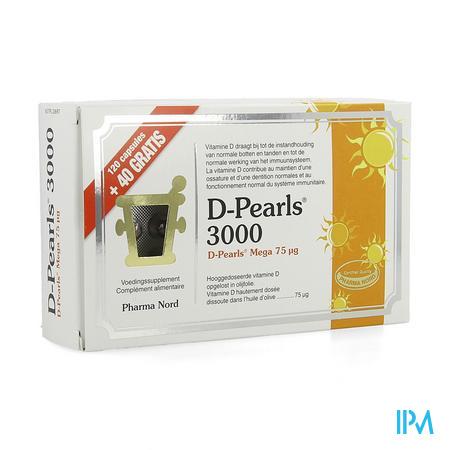 120 capsules
+ 40 GRATIS
Vitamine D draagt bij tot de instandhouding
van normale botten en tanden en tot de
normale werking van het immuunsysteem.
La vitamine D contribue au maintien d'une
ossature et d'une dentition normales et au
fonctionnement normal du système immunitaire.
D-Pearls®
3000
D-Pearls® Mega 75 µg
Hooggedoseerde vitamine D
opgelost in olijfolie.
Vitamine D hautement dosée
dissoute dans l'huile d'olive ..........75 µg
Voedingssupplement
Complément alimentaire
Pharma Nord
PHARMA NORD
D-Pearls® 3000
D-Pearls® Mega 75 µg
IPM